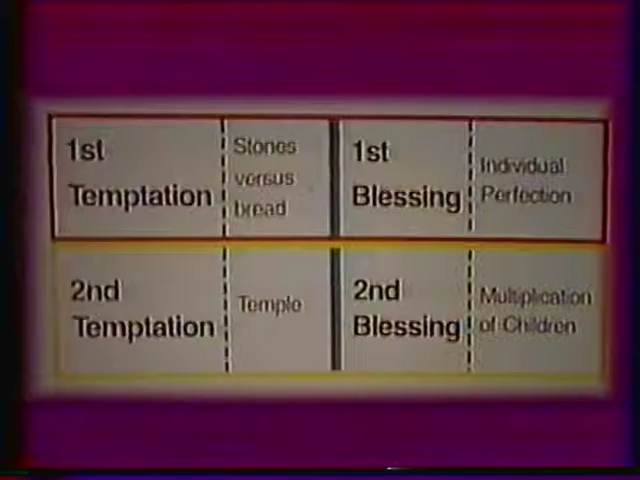 1st
Temptation
Stones
versus
bread
1st
Blessing
Individual
Perfection
2nd
Temptation
Temple
2nd
Blessing
Multiplication
of Children